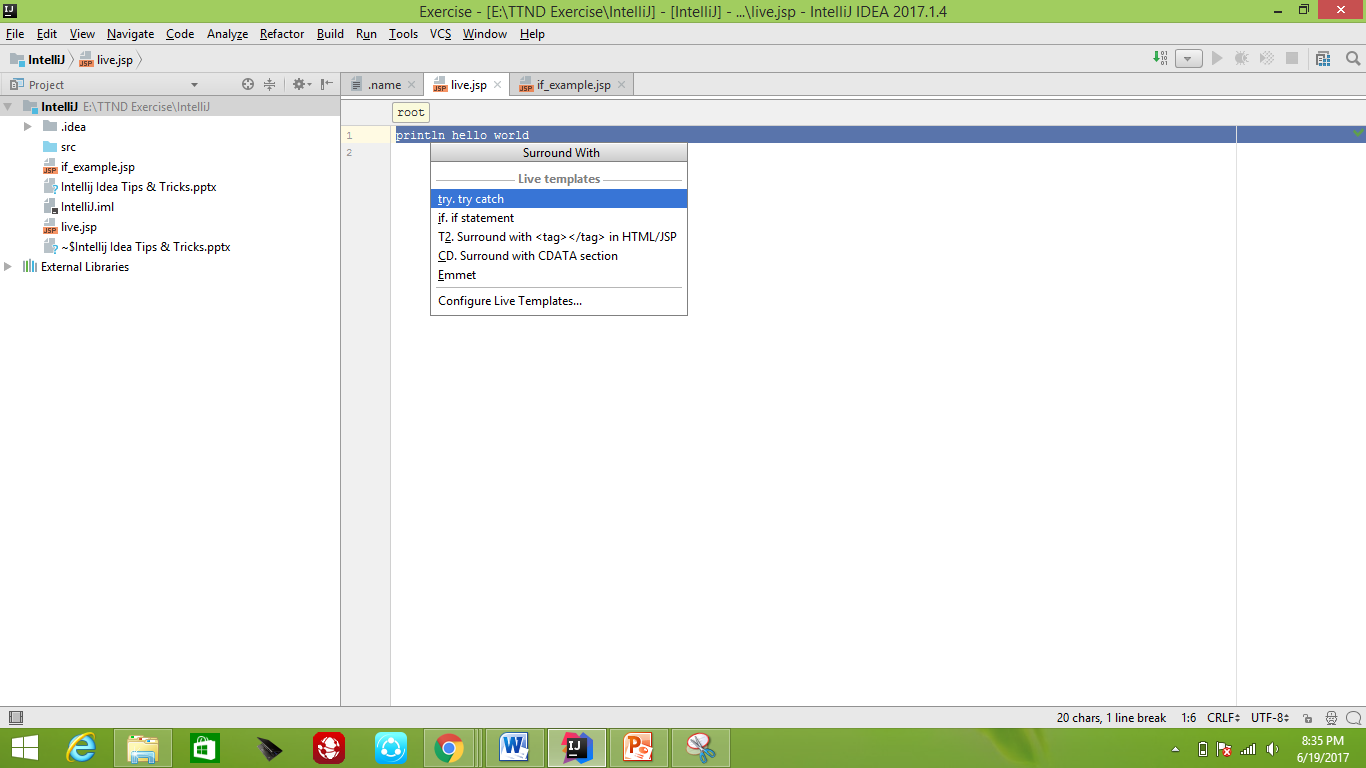 Exercise - [E:\TTND Exercise\IntelliJ] - [IntelliJ] - ...\live.jsp - IntelliJ IDEA 2017.1.4
File Edit View Navigate Code Analyze Refactor Build Run Tools VCS Window Help
IntelliJ live.jsp
Project
.name live.jsp if_example.jsp
IntelliJ E:\TTND Exercise\IntelliJ
.idea
src
if_example.jsp
Intellij Idea Tips & Tricks.pptx
IntelliJ.iml
live.jsp
~$Intellij Idea Tips & Tricks.pptx
External Libraries
root
1 println hello world
2
Surround With
Live templates
try. try catch
if. if statement
T2. Surround with <tag></tag> in HTML/JSP
CD. Surround with CDATA section
Emmet
Configure Live Templates...
20 chars, 1 line break 1:6 CRLF UTF-8
8:35 PM
6/19/2017